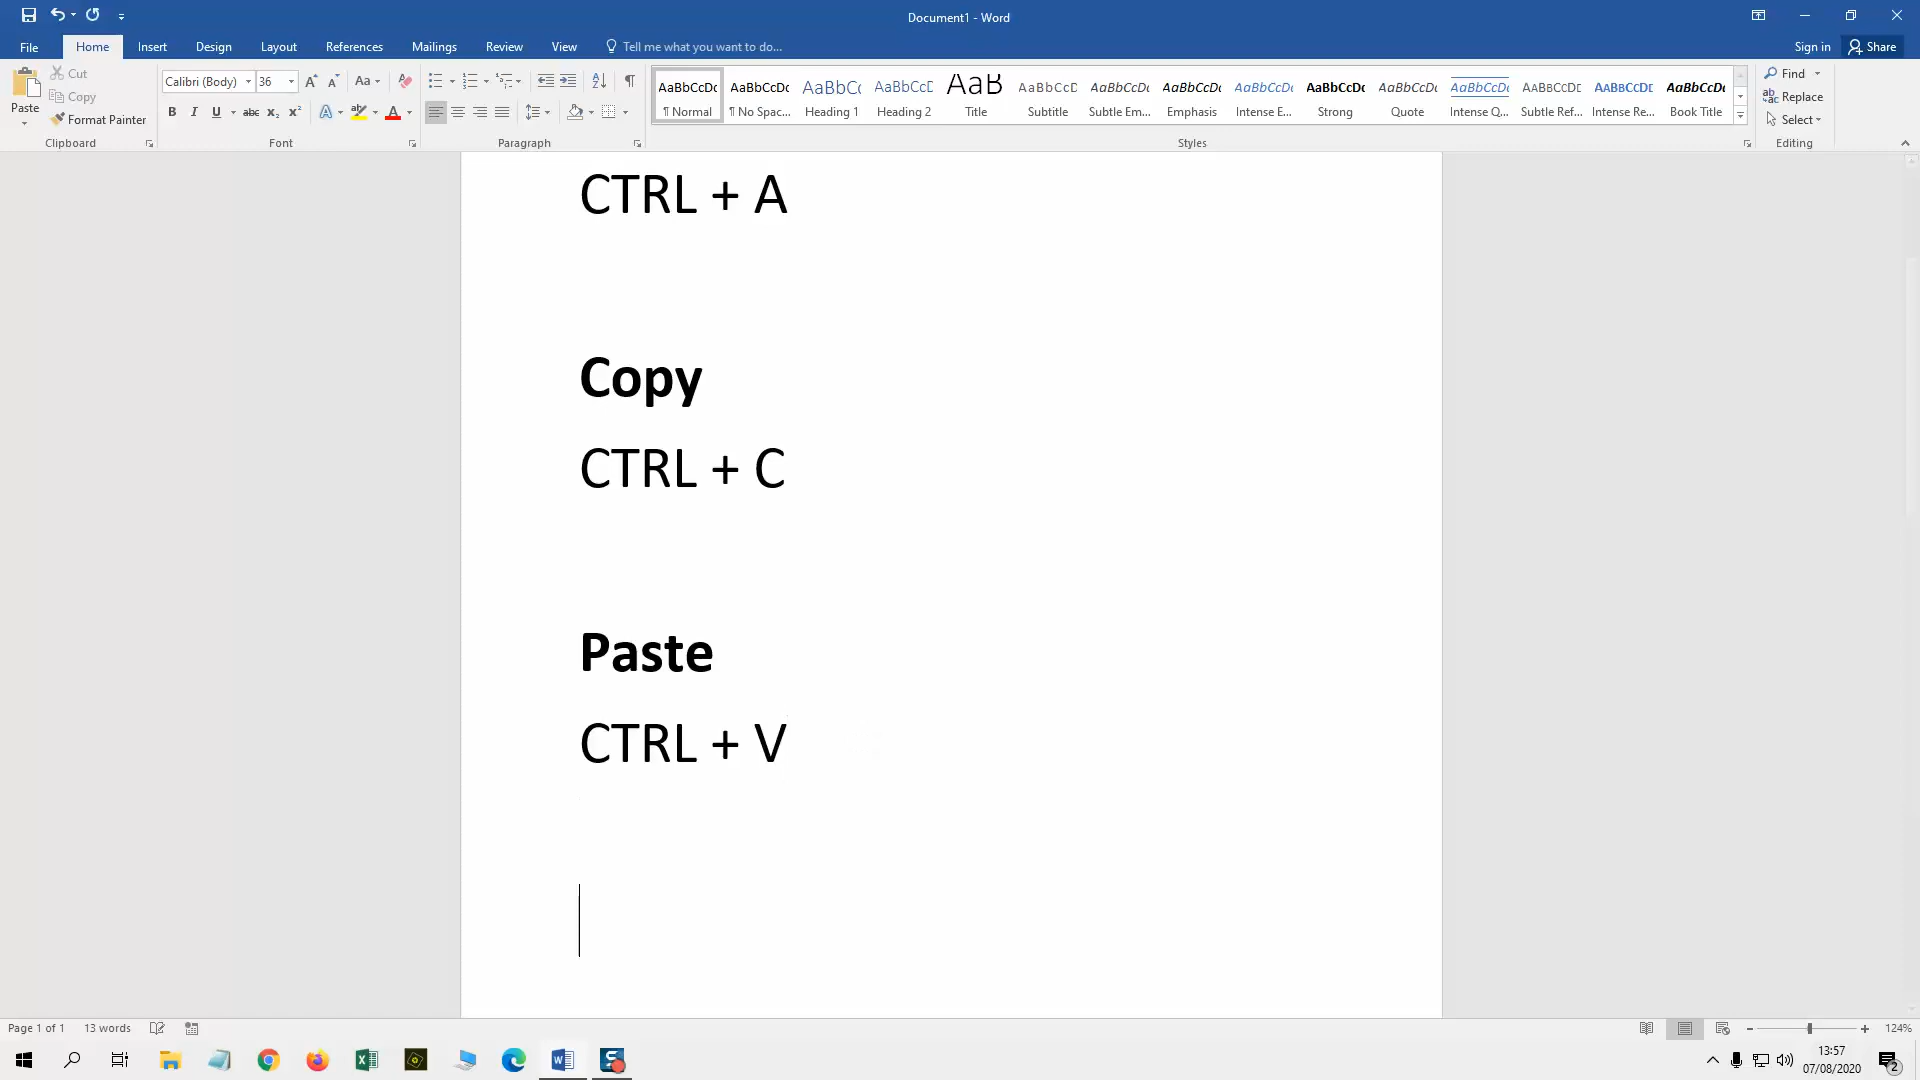 Document1 - Word
File Home Insert Design Layout References Mailings Review View Tell me what you want to do... Sign in Share
Paste
Cut
Copy
Format Painter
Clipboard
Calibri (Body) 36
Font
Paragraph
AaBbCcDc AaBbCcDc AaBbCc AaBbCcD AaB AaBbCcD AaBbCcDc AaBbCcDc AaBbCcDc AaBbCcDc AaBbCcDc AaBbCcDc AABBCCDD AABBCCDD AaBbCcDc
¶ Normal ¶ No Spac... Heading 1 Heading 2 Title Subtitle Subtle Em... Emphasis Intense E... Strong Quote Intense Q... Subtle Ref... Intense Re... Book Title
Styles
Find
Replace
Select
Editing
CTRL + A
Copy
CTRL + C
Paste
CTRL + V
Page 1 of 1 13 words 124%
13:57
07/08/2020
2